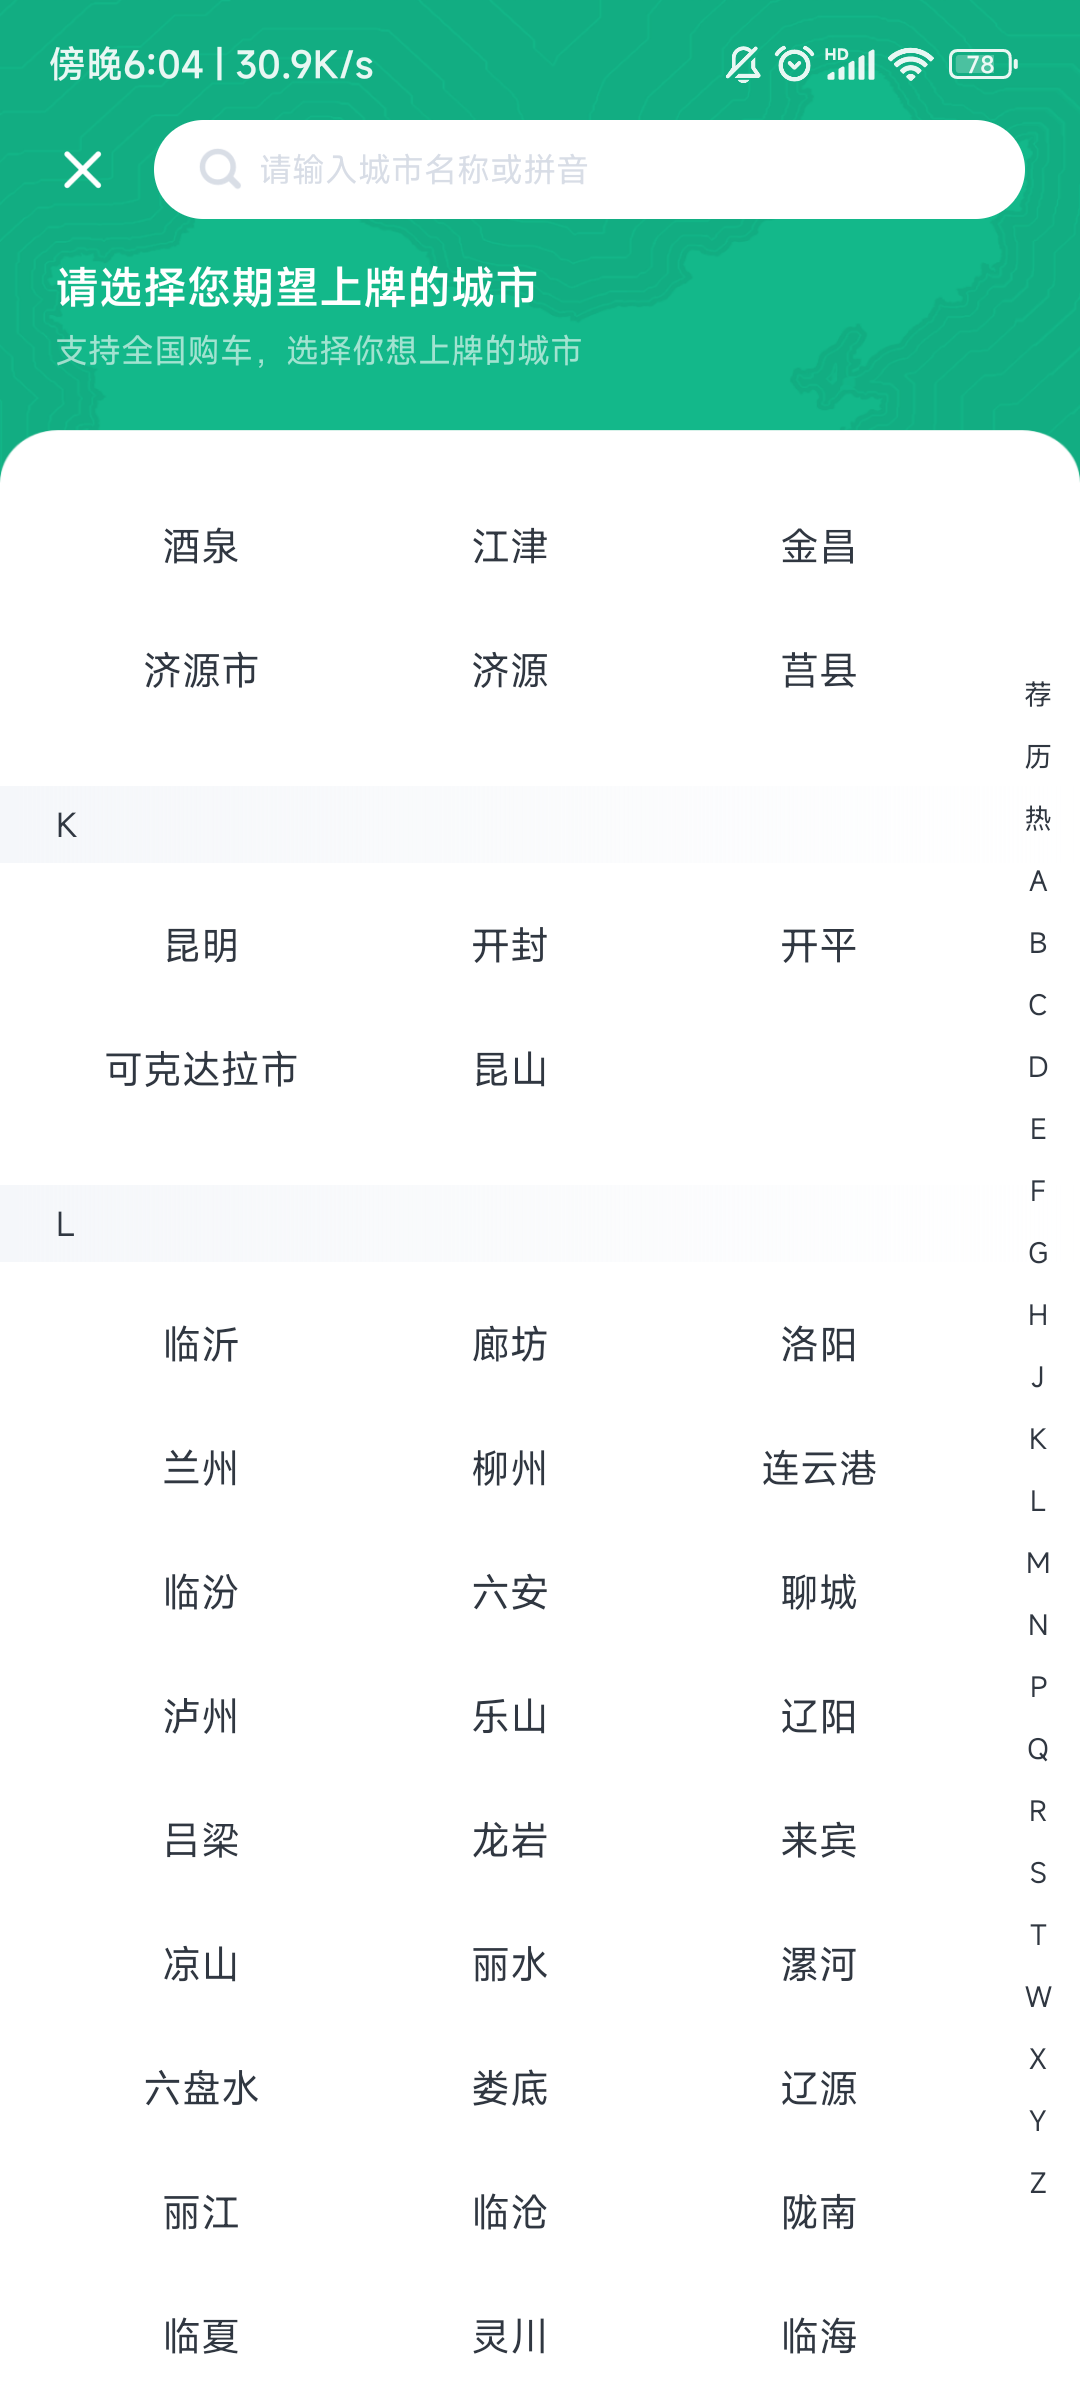 傍晚6:04 | 30.9K/s HD 78
请输入城市名称或拼音
请选择您期望上牌的城市
支持全国购车，选择你想上牌的城市
酒泉 江津 金昌
济源市 济源 莒县
K
昆明 开封 开平
可克达拉市 昆山
L
临沂 廊坊 洛阳
兰州 柳州 连云港
临汾 六安 聊城
泸州 乐山 辽阳
吕梁 龙岩 来宾
凉山 丽水 漯河
六盘水 娄底 辽源
丽江 临沧 陇南
临夏 灵川 临海
荐
历
热
A
B
C
D
E
F
G
H
J
K
L
M
N
P
Q
R
S
T
W
X
Y
Z